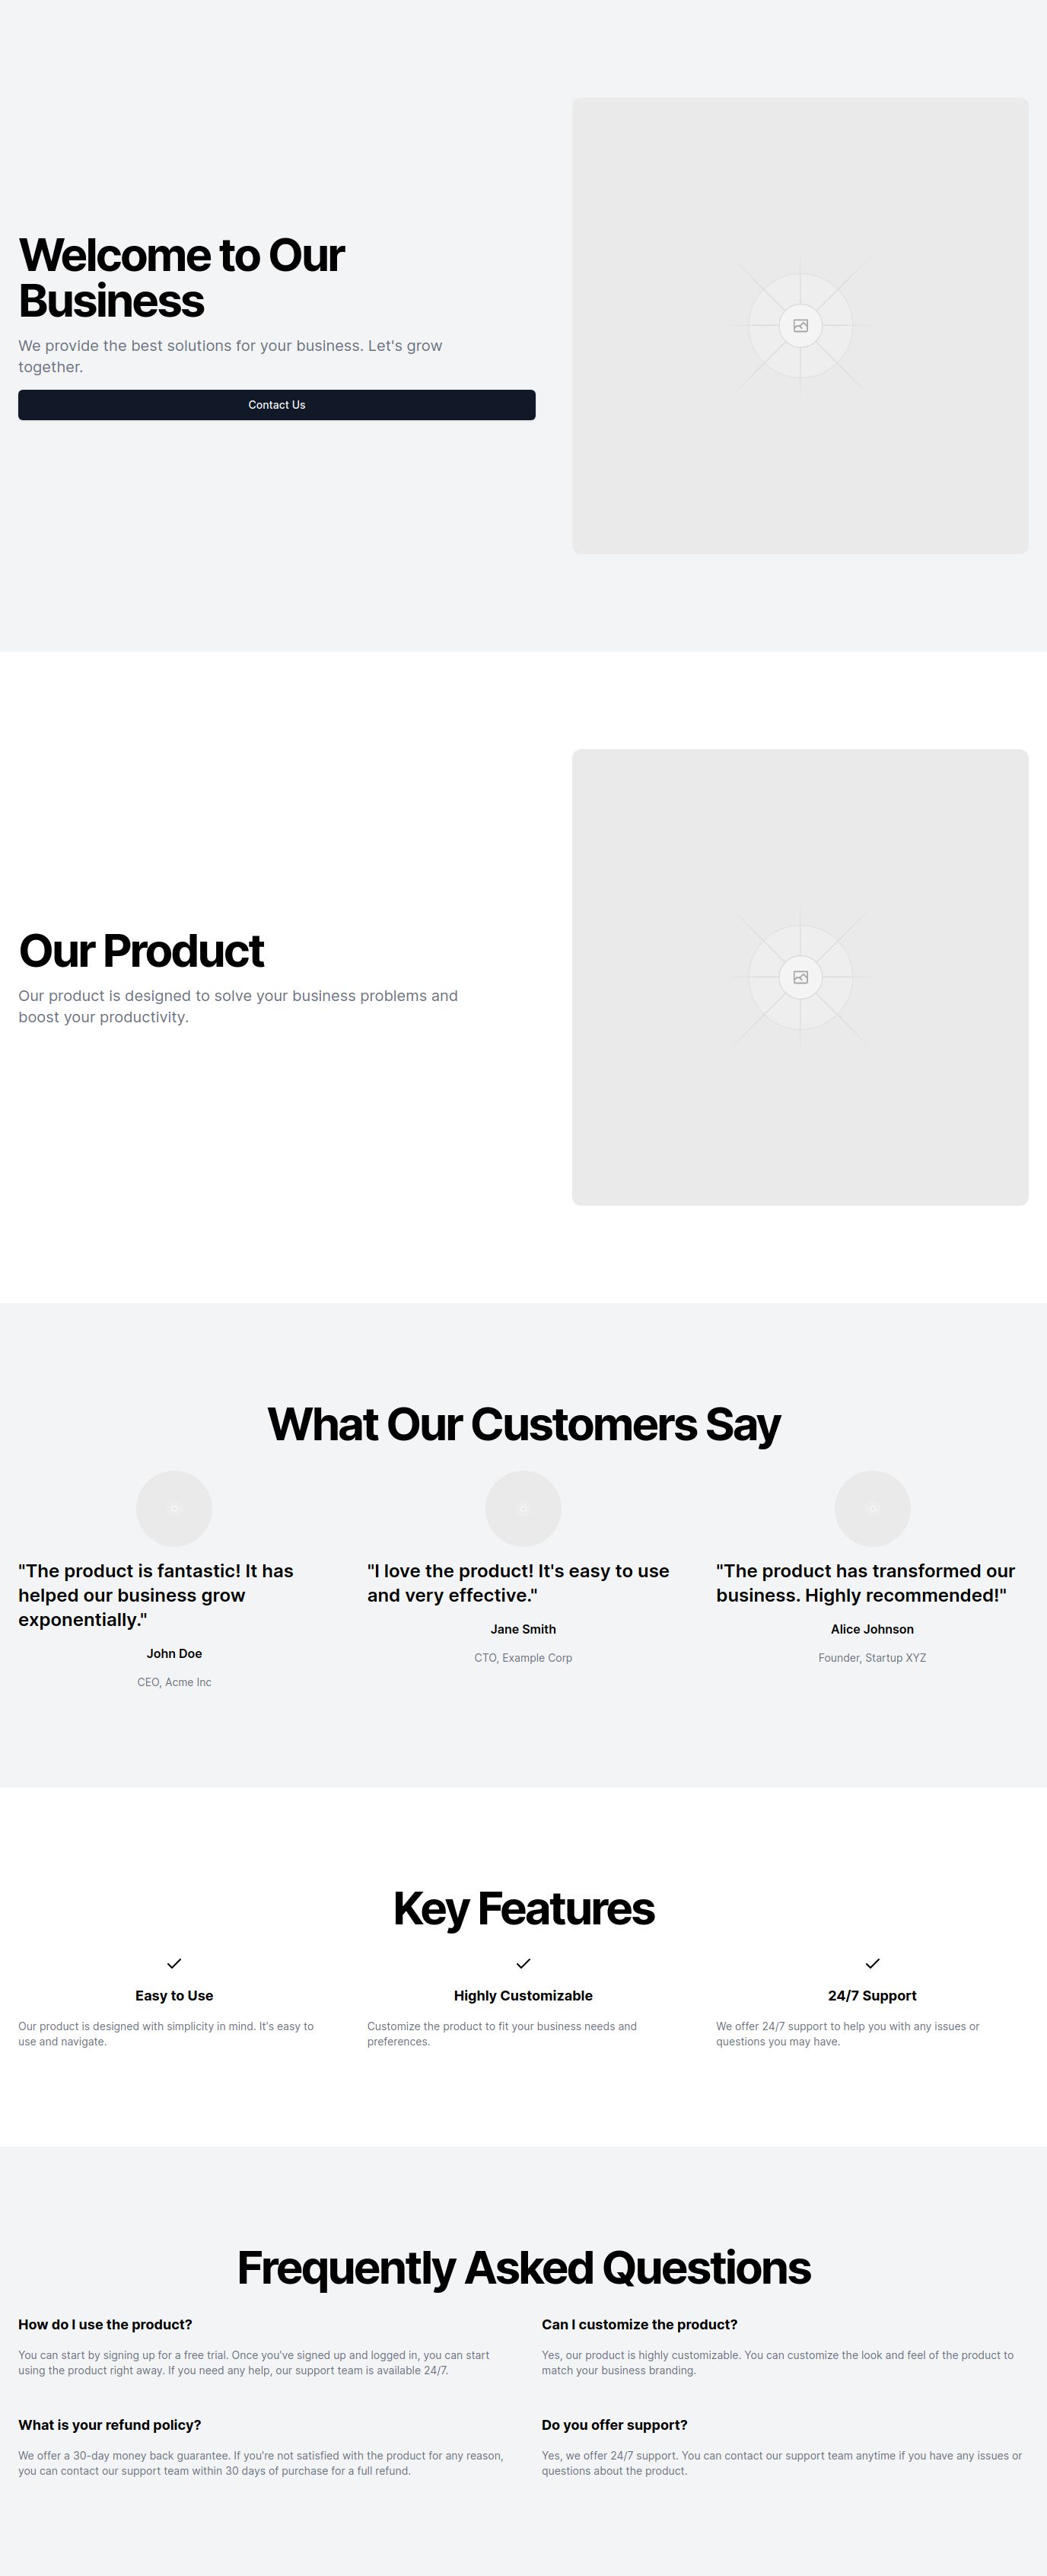 Welcome to Our
Business
We provide the best solutions for your business. Let's grow
together.
Contact Us
Our Product
Our product is designed to solve your business problems and
boost your productivity.
What Our Customers Say
"The product is fantastic! It has
helped our business grow
exponentially."
John Doe
CEO, Acme Inc
"I love the product! It's easy to use
and very effective."
Jane Smith
CTO, Example Corp
"The product has transformed our
business. Highly recommended!"
Alice Johnson
Founder, Startup XYZ
Key Features
Easy to Use
Our product is designed with simplicity in mind. It's easy to
use and navigate.
Highly Customizable
Customize the product to fit your business needs and
preferences.
24/7 Support
We offer 24/7 support to help you with any issues or
questions you may have.
Frequently Asked Questions
How do I use the product?
You can start by signing up for a free trial. Once you've signed up and logged in, you can start
using the product right away. If you need any help, our support team is available 24/7.
Can I customize the product?
Yes, our product is highly customizable. You can customize the look and feel of the product to
match your business branding.
What is your refund policy?
We offer a 30-day money back guarantee. If you're not satisfied with the product for any reason,
you can contact our support team within 30 days of purchase for a full refund.
Do you offer support?
Yes, we offer 24/7 support. You can contact our support team anytime if you have any issues or
questions about the product.